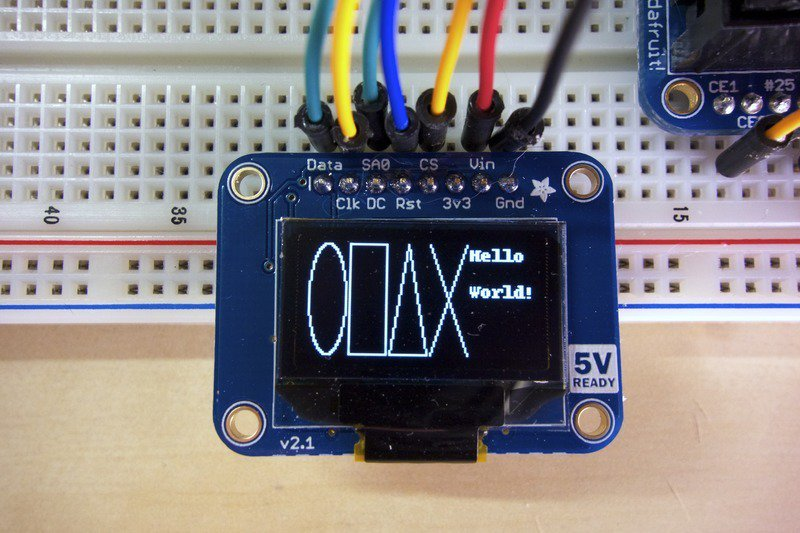 dafruit!
CE1 #25
Data SA0 CS Vin
Clk DC Rst 3v3 Gnd
40
35
15
Hello
World!
5V
READY
v2.1